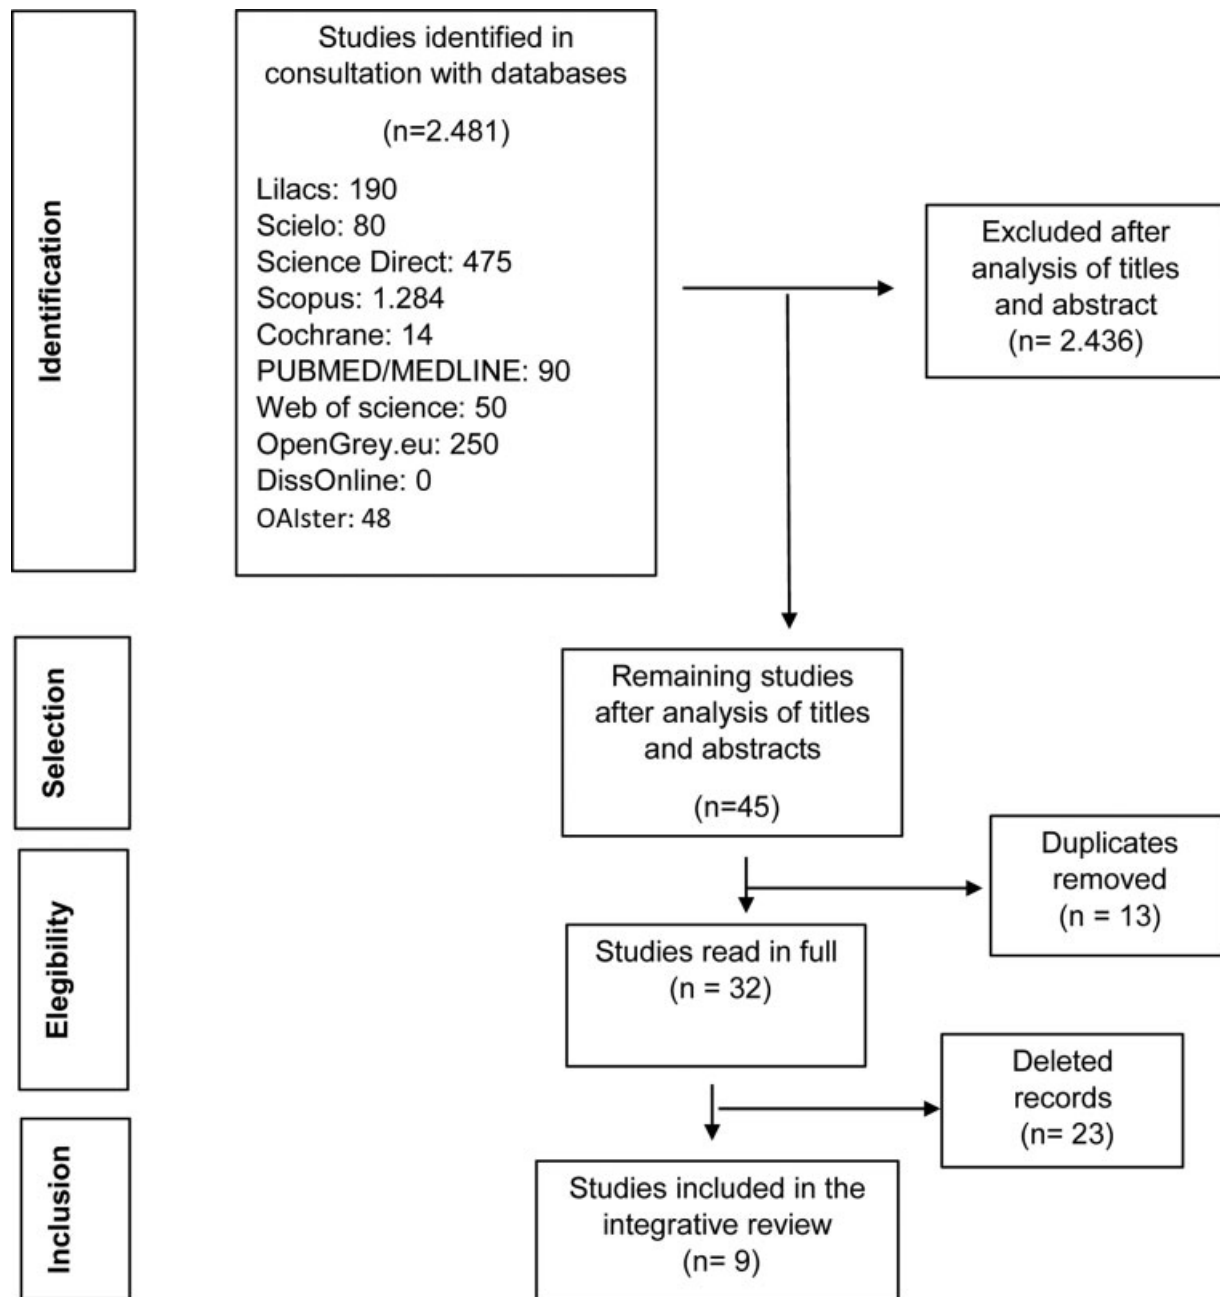 Identification
Studies identified in
consultation with databases
(n=2.481)
Lilacs: 190
Scielo: 80
Science Direct: 475
Scopus: 1.284
Cochrane: 14
PUBMED/MEDLINE: 90
Web of science: 50
OpenGrey.eu: 250
DissOnline: 0
OAIster: 48
Excluded after
analysis of titles
and abstract
(n= 2.436)
Selection
Remaining studies
after analysis of titles
and abstracts
(n=45)
Duplicates
removed
(n = 13)
Elegibility
Studies read in full
(n = 32)
Deleted
records
(n= 23)
Inclusion
Studies included in the
integrative review
(n= 9)